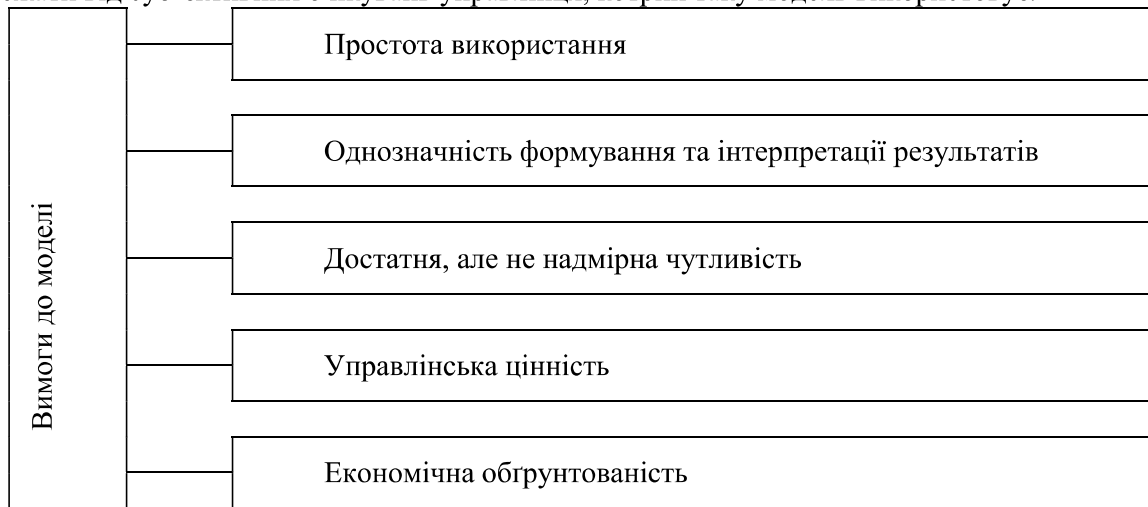 Простота використання
Однозначність формування та інтерпретації результатів
Достатня, але не надмірна чутливість
Вимоги до моделі
Управлінська цінність
Економічна обґрунтованість